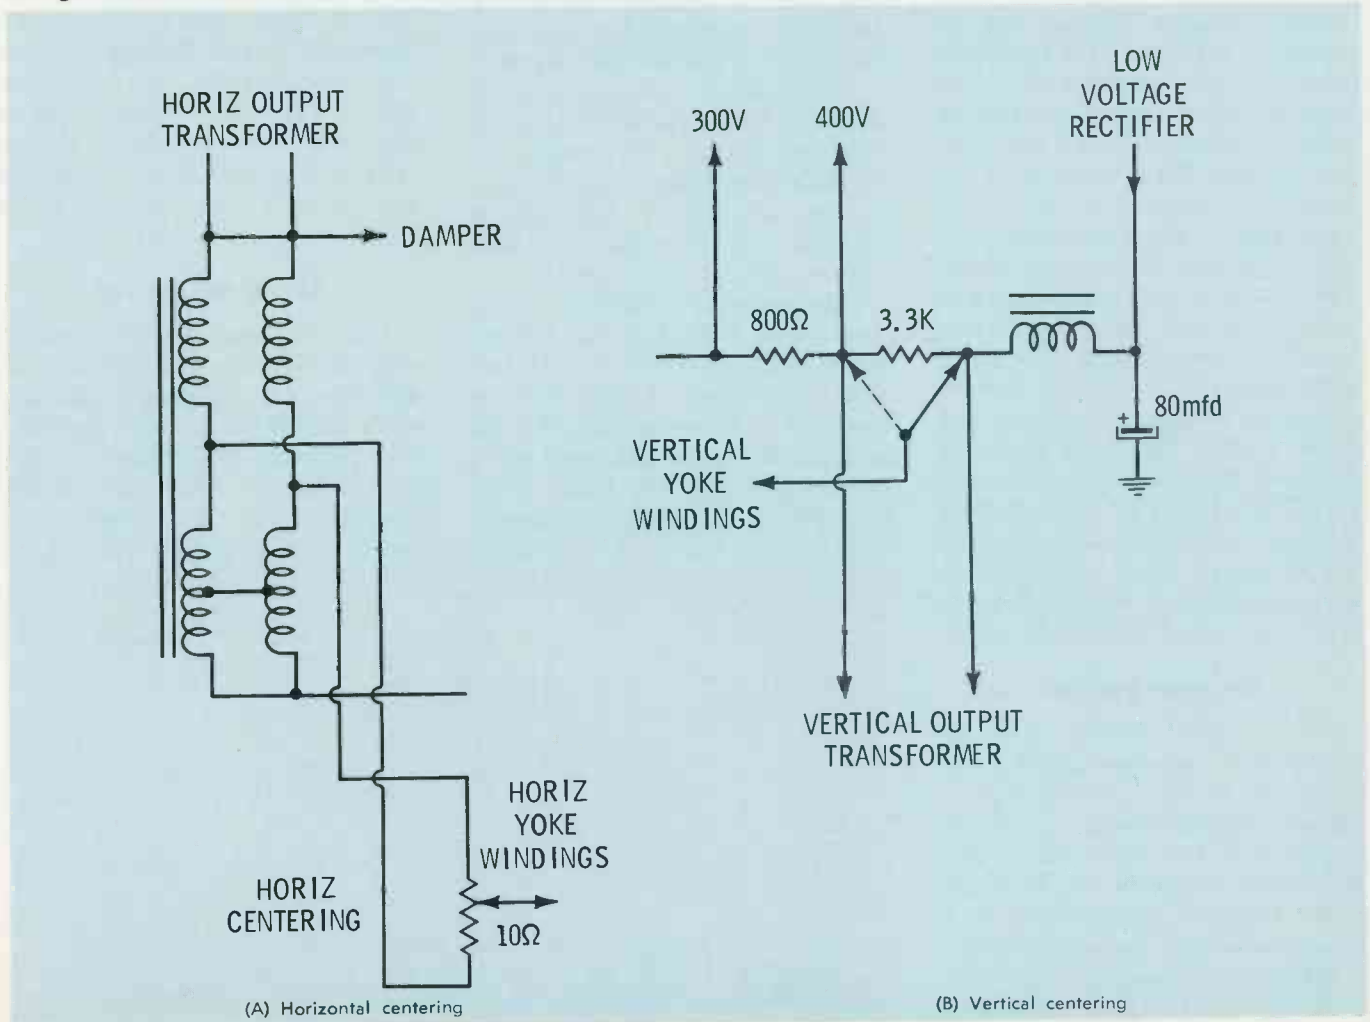 HORIZ OUTPUT
TRANSFORMER
DAMPER
HORIZ
YOKE
WINDINGS
HORIZ
CENTERING
10Ω
(A) Horizontal centering
LOW
VOLTAGE
RECTIFIER
300V
400V
800Ω
3.3K
80mfd
+
VERTICAL
YOKE
WINDINGS
VERTICAL OUTPUT
TRANSFORMER
(B) Vertical centering